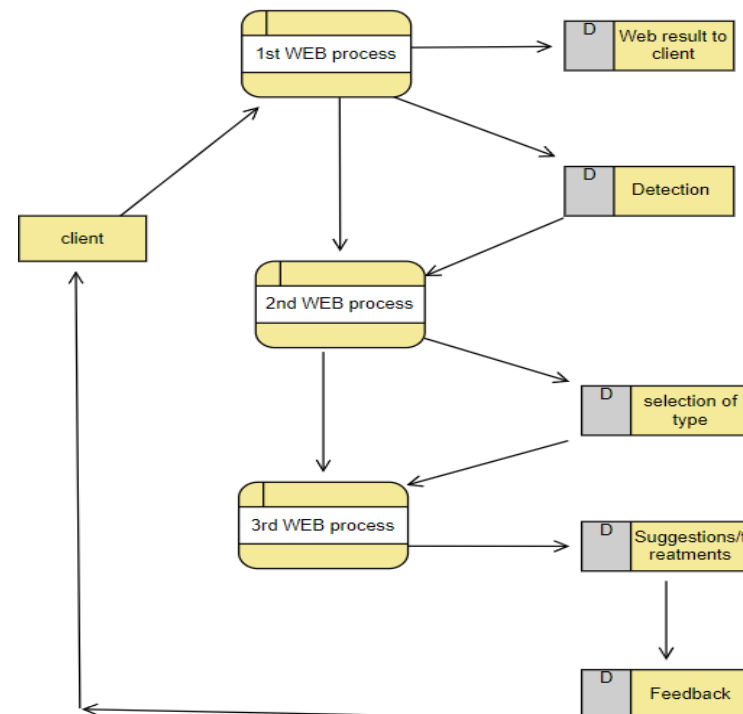 1st WEB process
D
Web result to
client
D
Detection
client
2nd WEB process
D
selection of
type
3rd WEB process
D
Suggestions/t
reatments
D
Feedback